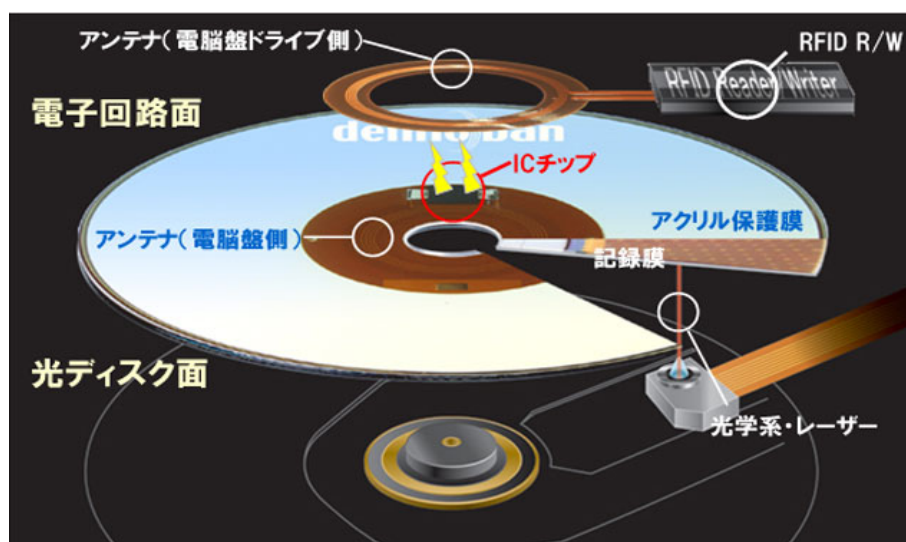 アンテナ(電脳盤ドライブ側)
RFID R/W
RFID Reader/Writer
電子回路面
denno ban
ICチップ
アクリル保護膜
アンテナ(電脳盤側)
記録膜
光ディスク面
光学系・レーザー